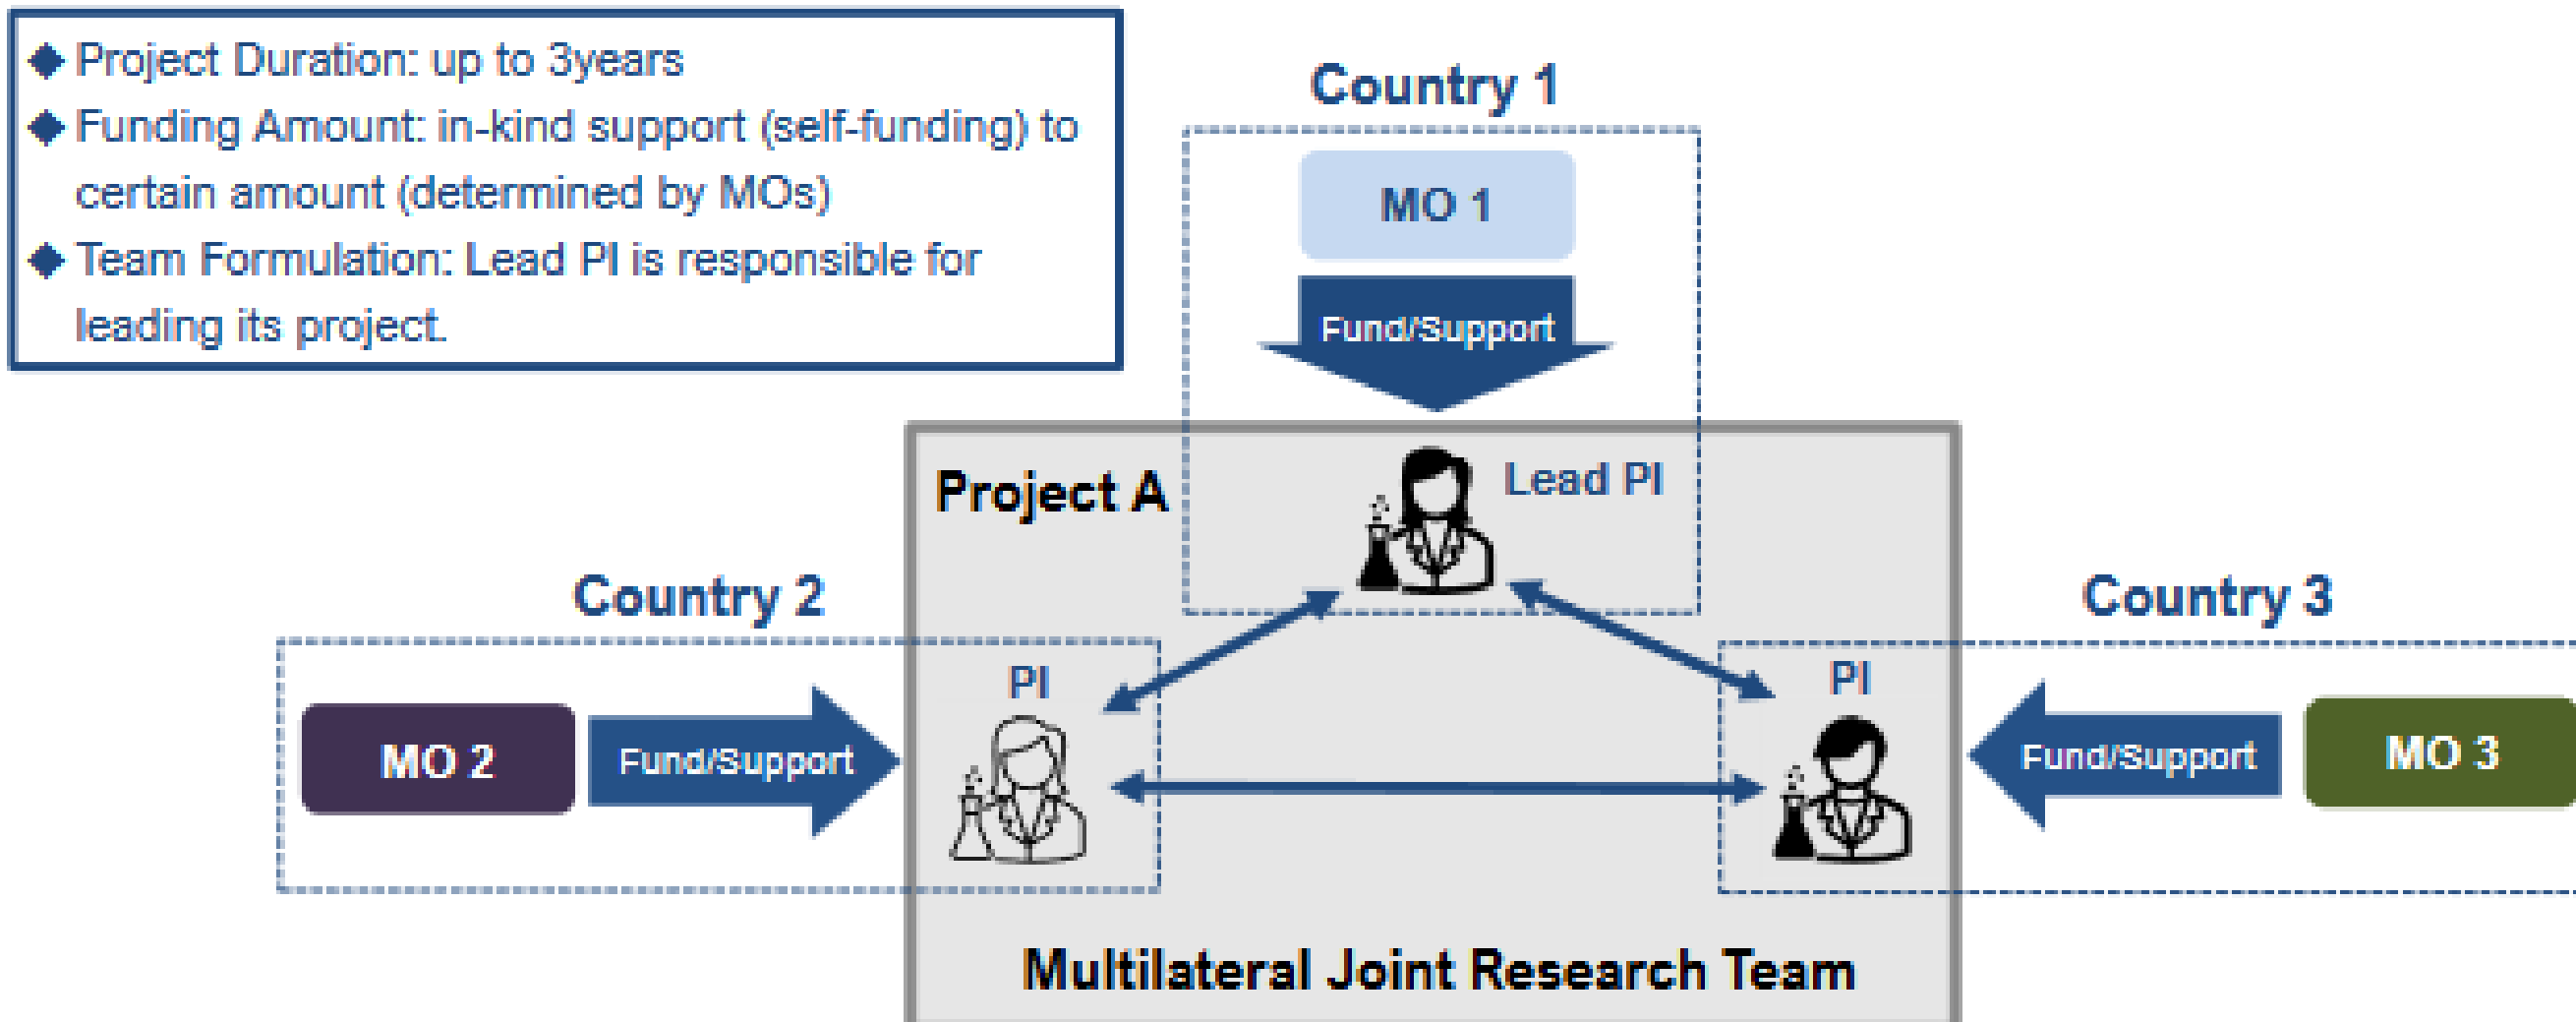 ◆ Project Duration: up to 3years
◆ Funding Amount: in-kind support (self-funding) to
certain amount (determined by MOs)
◆ Team Formulation: Lead PI is responsible for
leading its project.
Country 1
MO 1
Fund/Support
Project A
Lead PI
Country 2
Country 3
PI
PI
MO 2
Fund/Support
Fund/Support
MO 3
Multilateral Joint Research Team